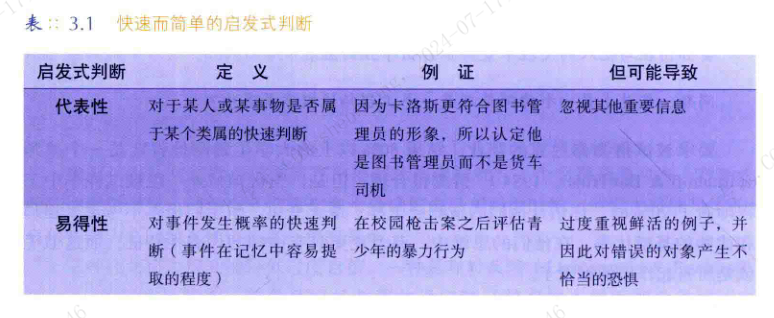 表:: 3.1 快速而简单的启发式判断
启发式判断 定 义 例 证 但可能导致
代表性 对于某人或某事物是否属 因为卡洛斯更符合图书管 忽视其他重要信息
于某个类属的快速判断 理员的形象，所以认定他
是图书管理员而不是货车
司机
易得性 对事件发生概率的快速判 在校园枪击案之后评估青 过度重视鲜活的例子，并
断（事件在记忆中容易提 少年的暴力行为 因此对错误的对象产生不
取的程度） 恰当的恐惧